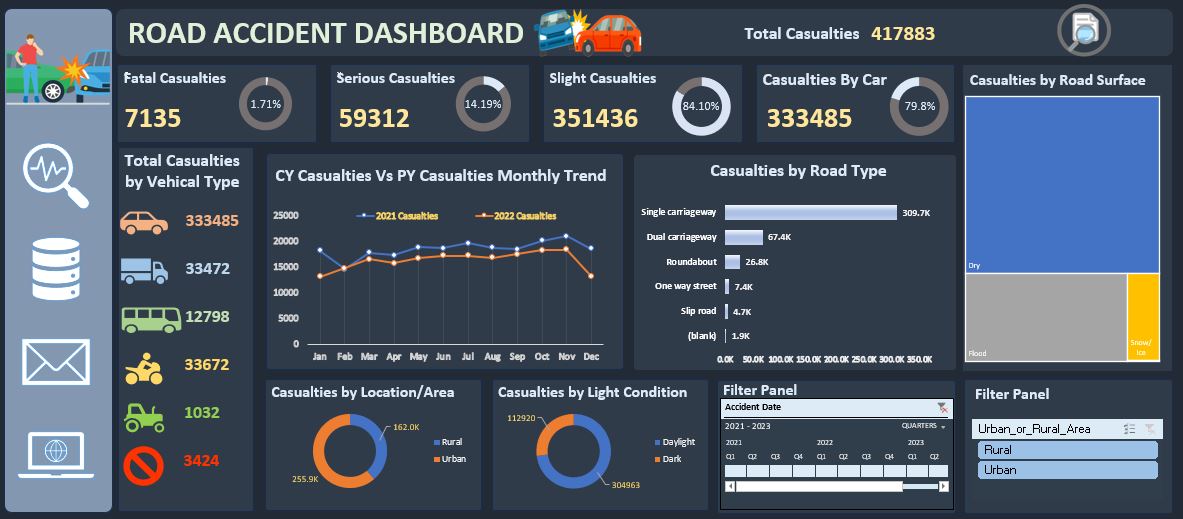 ROAD ACCIDENT DASHBOARD
Total Casualties 417883
Fatal Casualties
7135
1.71%
Serious Casualties
59312
14.19%
Slight Casualties
351436
84.10%
Casualties By Car
333485
79.8%
Casualties by Road Surface
Dry
Flood
Snow/
Ice
Total Casualties
by Vehical Type
333485
33472
12798
33672
1032
3424
CY Casualties Vs PY Casualties Monthly Trend
2021 Casualties 2022 Casualties
25000
20000
15000
10000
5000
0
Jan Feb Mar Apr May Jun Jul Aug Sep Oct Nov Dec
Casualties by Road Type
Single carriageway 309.7K
Dual carriageway 67.4K
Roundabout 26.8K
One way street 7.4K
Slip road 4.7K
(blank) 1.9K
0.0K 50.0K 100.0K 150.0K 200.0K 250.0K 300.0K 350.0K
Casualties by Location/Area
162.0K
255.9K
Rural
Urban
Casualties by Light Condition
112920
304963
Daylight
Dark
Filter Panel
Accident Date
2021 - 2023 QUARTERS
2021 2022 2023
Q1 Q2 Q3 Q4 Q1 Q2 Q3 Q4 Q1 Q2
Filter Panel
Urban_or_Rural_Area
Rural
Urban